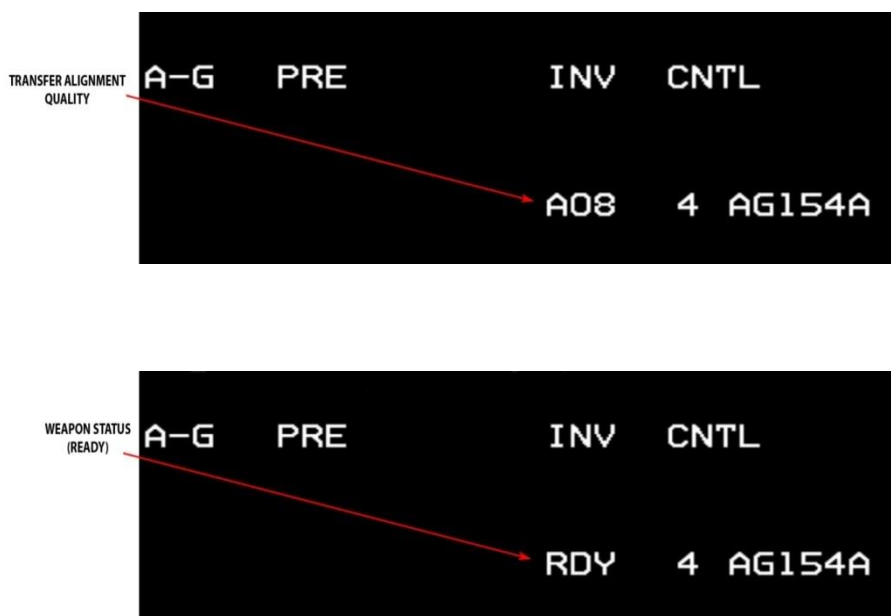 A-G PRE INV CNTL
TRANSFER ALIGNMENT
QUALITY
A08 4 AG154A
A-G PRE INV CNTL
WEAPON STATUS
(READY)
RDY 4 AG154A